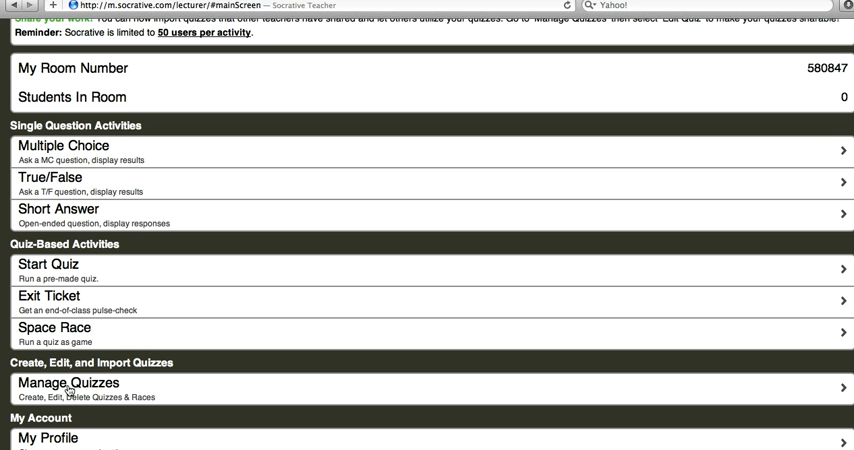 http://m.socrative.com/lecturer/#mainScreen — Socrative Teacher
Yahoo!
Share your work! You can now import quizzes that other teachers have shared and let others utilize your quizzes. Go to 'Manage Quizzes' then select 'Edit Quiz' to make your quizzes sharable!
Reminder: Socrative is limited to 50 users per activity.
My Room Number 580847
Students In Room 0
Single Question Activities
Multiple Choice
Ask a MC question, display results
True/False
Ask a T/F question, display results
Short Answer
Open-ended question, display responses
Quiz-Based Activities
Start Quiz
Run a pre-made quiz.
Exit Ticket
Get an end-of-class pulse-check
Space Race
Run a quiz as game
Create, Edit, and Import Quizzes
Manage Quizzes
Create, Edit, Delete Quizzes & Races
My Account
My Profile